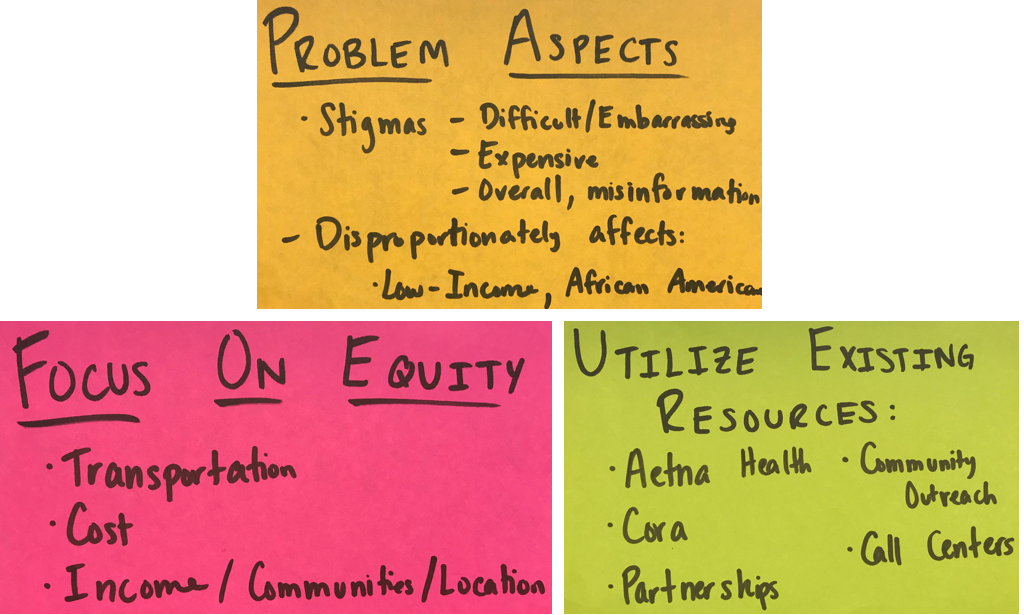 PROBLEM ASPECTS
· Stigmas - Difficult/Embarrassing
- Expensive
- Overall, misinformation
- Disproportionately affects:
· Low-Income, African American
FOCUS ON EQUITY
· Transportation
· Cost
· Income / Communities/Location
UTILIZE EXISTING
RESOURCES:
· Aetna Health
· Cora
· Partnerships
· Community
Outreach
· Call Centers